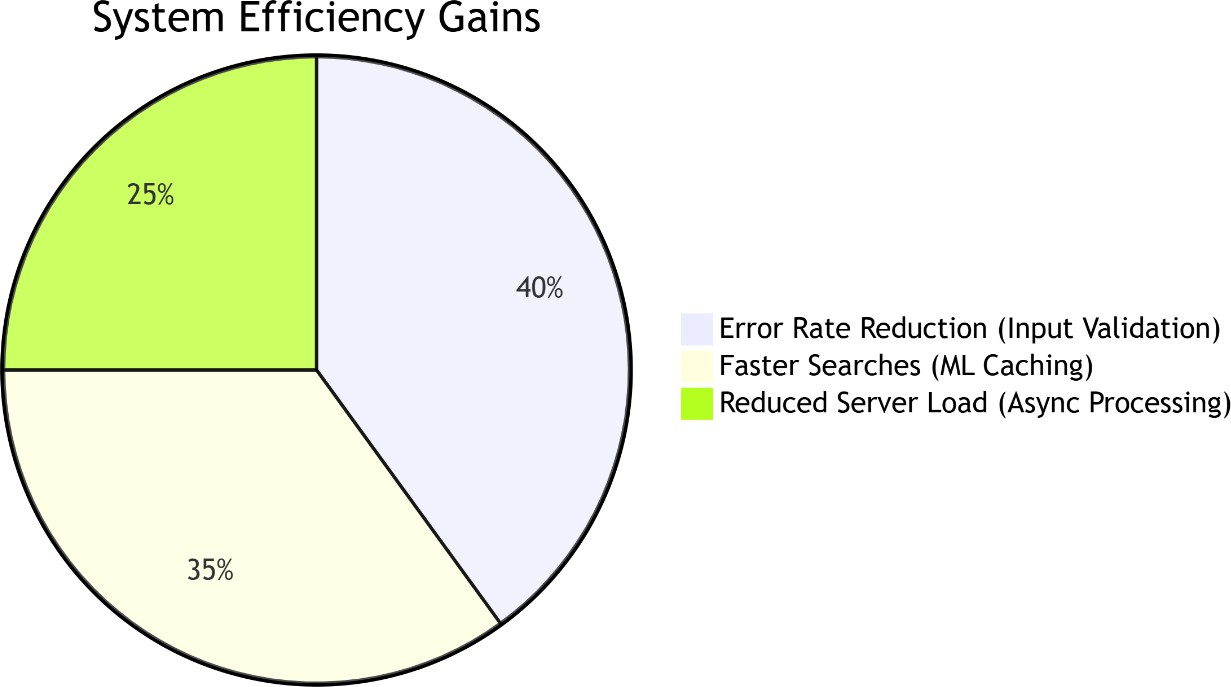 System Efficiency Gains
25%
40%
35%
Error Rate Reduction (Input Validation)
Faster Searches (ML Caching)
Reduced Server Load (Async Processing)